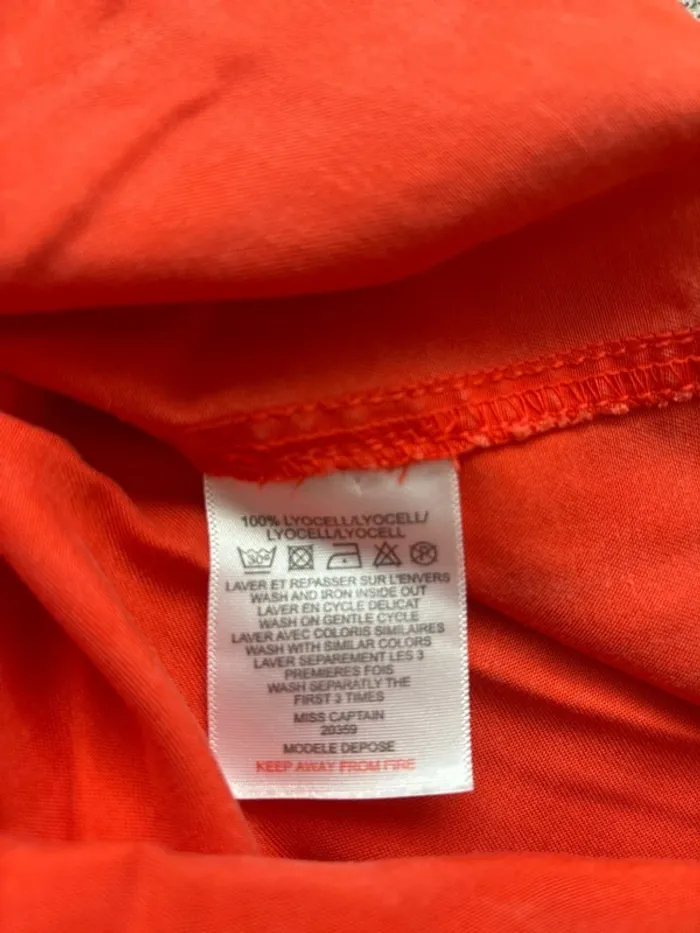 100% LYOCELL/LYOCELL/
LYOCELL/LYOCELL
30°
LAVER ET REPASSER SUR L'ENVERS
WASH AND IRON INSIDE OUT
LAVER EN CYCLE DELICAT
WASH ON GENTLE CYCLE
LAVER AVEC COLORIS SIMILAIRES
WASH WITH SIMILAR COLORS
LAVER SEPAREMENT LES 3
PREMIERES FOIS
WASH SEPARATLY THE
FIRST 3 TIMES
MISS CAPTAIN
20359
MODELE DEPOSE
KEEP AWAY FROM FIRE